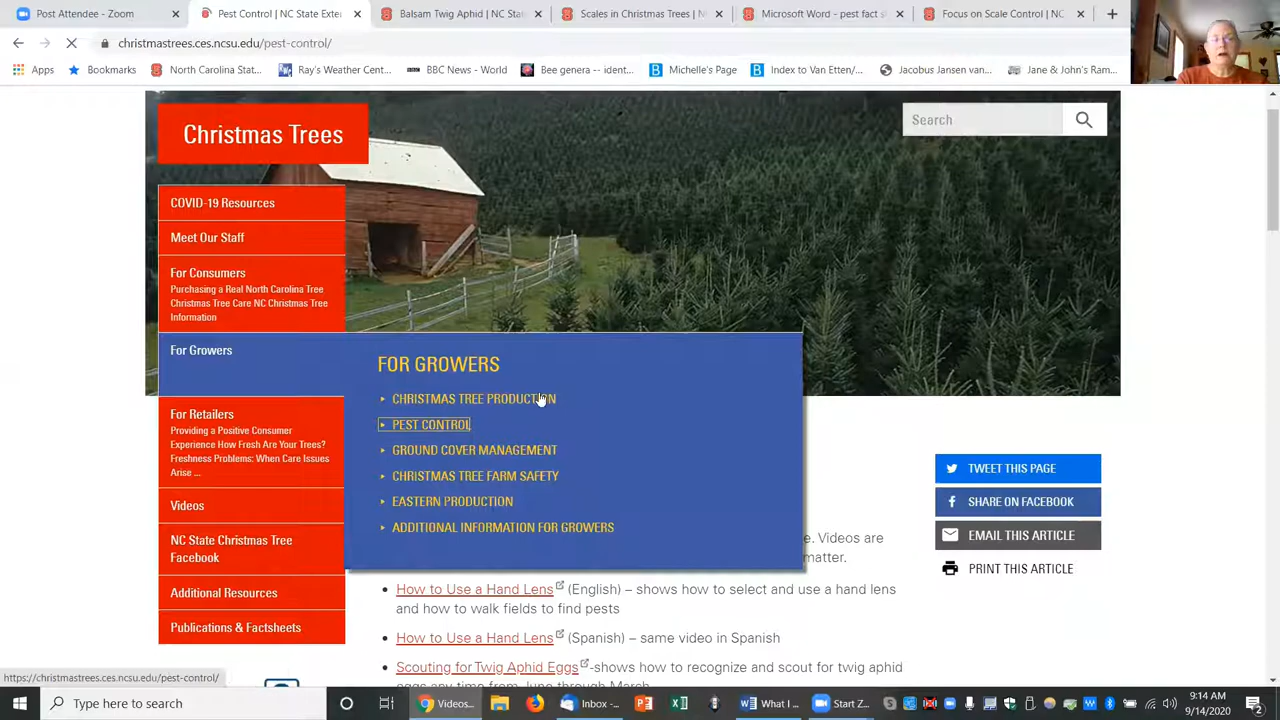 Post Attendee - Zoom
Pest Control | NC State Exte
Balsam Twig Aphid | NC State
Scales in Christmas Trees | N
Microsoft Word - pest fact s
Focus on Scale Control | NC
christmastrees.ces.ncsu.edu/pest-control/
Apps
Bookmarks
North Carolina Stat...
Ray's Weather Cent...
BBC News - World
Bee genera -- ident...
Michelle's Page
Index to Van Etten/...
Jacobus Jansen van...
Jane & John's Ram...
Christmas Trees
Search
COVID-19 Resources
Meet Our Staff
For Consumers
Purchasing a Real North Carolina Tree
Christmas Tree Care NC Christmas Tree
Information
For Growers
FOR GROWERS
CHRISTMAS TREE PRODUCTION
PEST CONTROL
GROUND COVER MANAGEMENT
CHRISTMAS TREE FARM SAFETY
EASTERN PRODUCTION
ADDITIONAL INFORMATION FOR GROWERS
For Retailers
Providing a Positive Consumer
Experience How Fresh Are Your Trees?
Freshness Problems: When Care Issues
Arise ...
Videos
NC State Christmas Tree
Facebook
Additional Resources
Publications & Factsheets
TWEET THIS PAGE
SHARE ON FACEBOOK
EMAIL THIS ARTICLE
PRINT THIS ARTICLE
e. Videos are
matter.
How to Use a Hand Lens (English) – shows how to select and use a hand lens
and how to walk fields to find pests
How to Use a Hand Lens (Spanish) – same video in Spanish
Scouting for Twig Aphid Eggs -shows how to recognize and scout for twig aphid
eggs any time from June through March
https://christmastrees.ces.ncsu.edu/pest-control/
Type here to search
Videos...
Inbox -...
What I ...
Start Z...
9:14 AM
9/14/2020